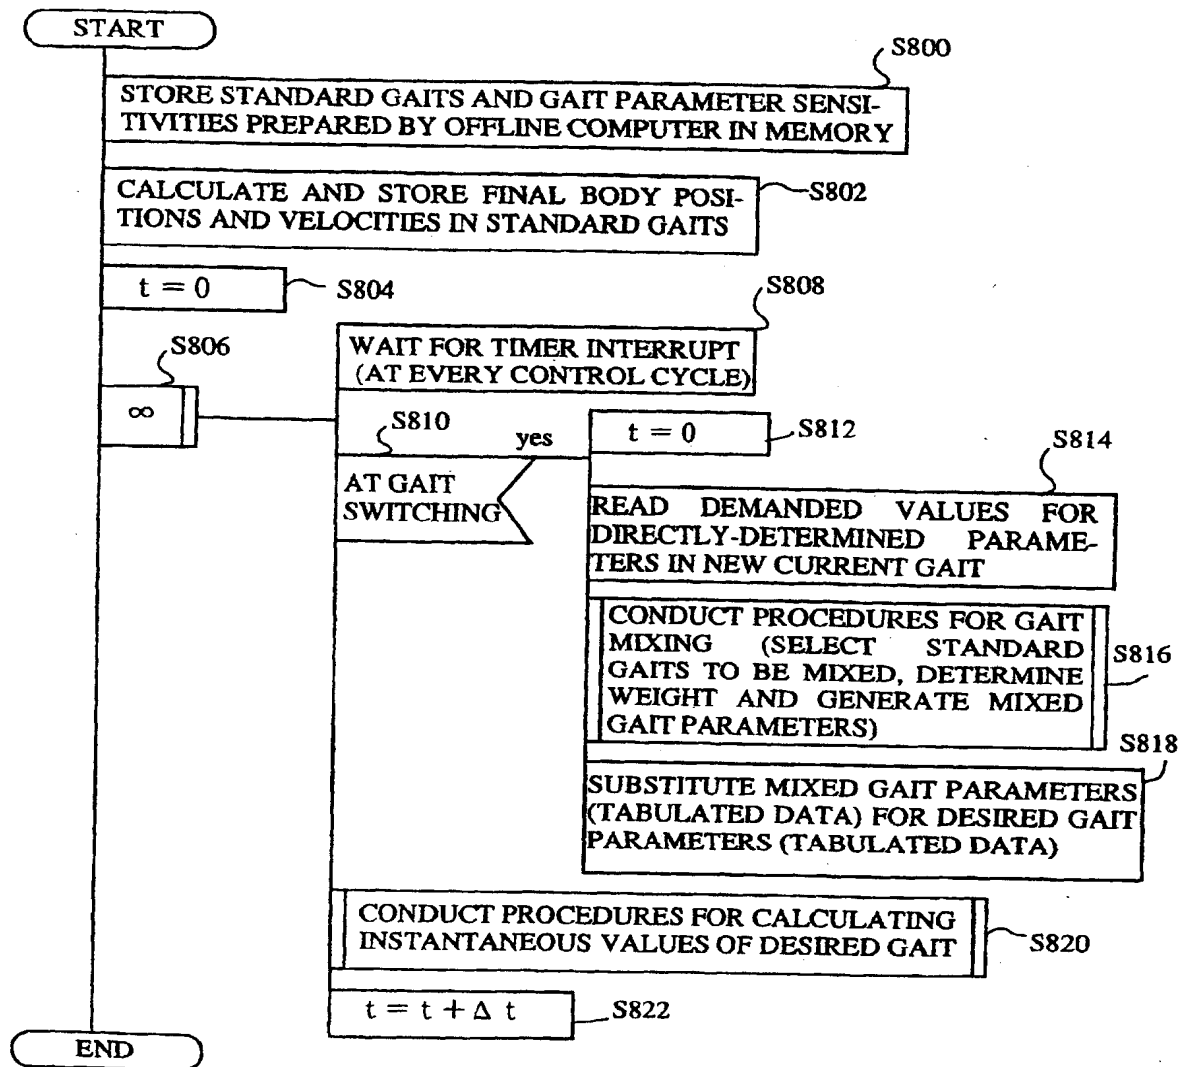 START
S800
STORE STANDARD GAITS AND GAIT PARAMETER SENSI-
TIVITIES PREPARED BY OFFLINE COMPUTER IN MEMORY
CALCULATE AND STORE FINAL BODY POSI-
TIONS AND VELOCITIES IN STANDARD GAITS
S802
t = 0
S804
S806
∞
S808
WAIT FOR TIMER INTERRUPT
(AT EVERY CONTROL CYCLE)
S810
yes
AT GAIT
SWITCHING
t = 0
S812
S814
READ DEMANDED VALUES FOR
DIRECTLY-DETERMINED PARAME-
TERS IN NEW CURRENT GAIT
CONDUCT PROCEDURES FOR GAIT
MIXING (SELECT STANDARD
GAITS TO BE MIXED, DETERMINE
WEIGHT AND GENERATE MIXED
GAIT PARAMETERS)
S816
S818
SUBSTITUTE MIXED GAIT PARAMETERS
(TABULATED DATA) FOR DESIRED GAIT
PARAMETERS (TABULATED DATA)
CONDUCT PROCEDURES FOR CALCULATING
INSTANTANEOUS VALUES OF DESIRED GAIT
S820
t = t + Δ t
S822
END